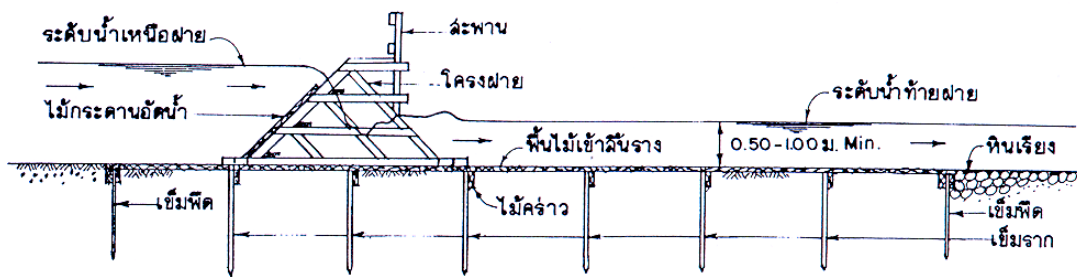 ระดับน้ำเหนือฝาย
สะพาน
โครงฝาย
ไม้กระดานอัดน้ำ
ระดับน้ำท้ายฝาย
พื้นไม้เข้าลิ้นราง
0.50-1.00 ม. Min.
หินเรียง
เข็มพืด
ไม้คร่าว
เข็มพืด
เข็มราก